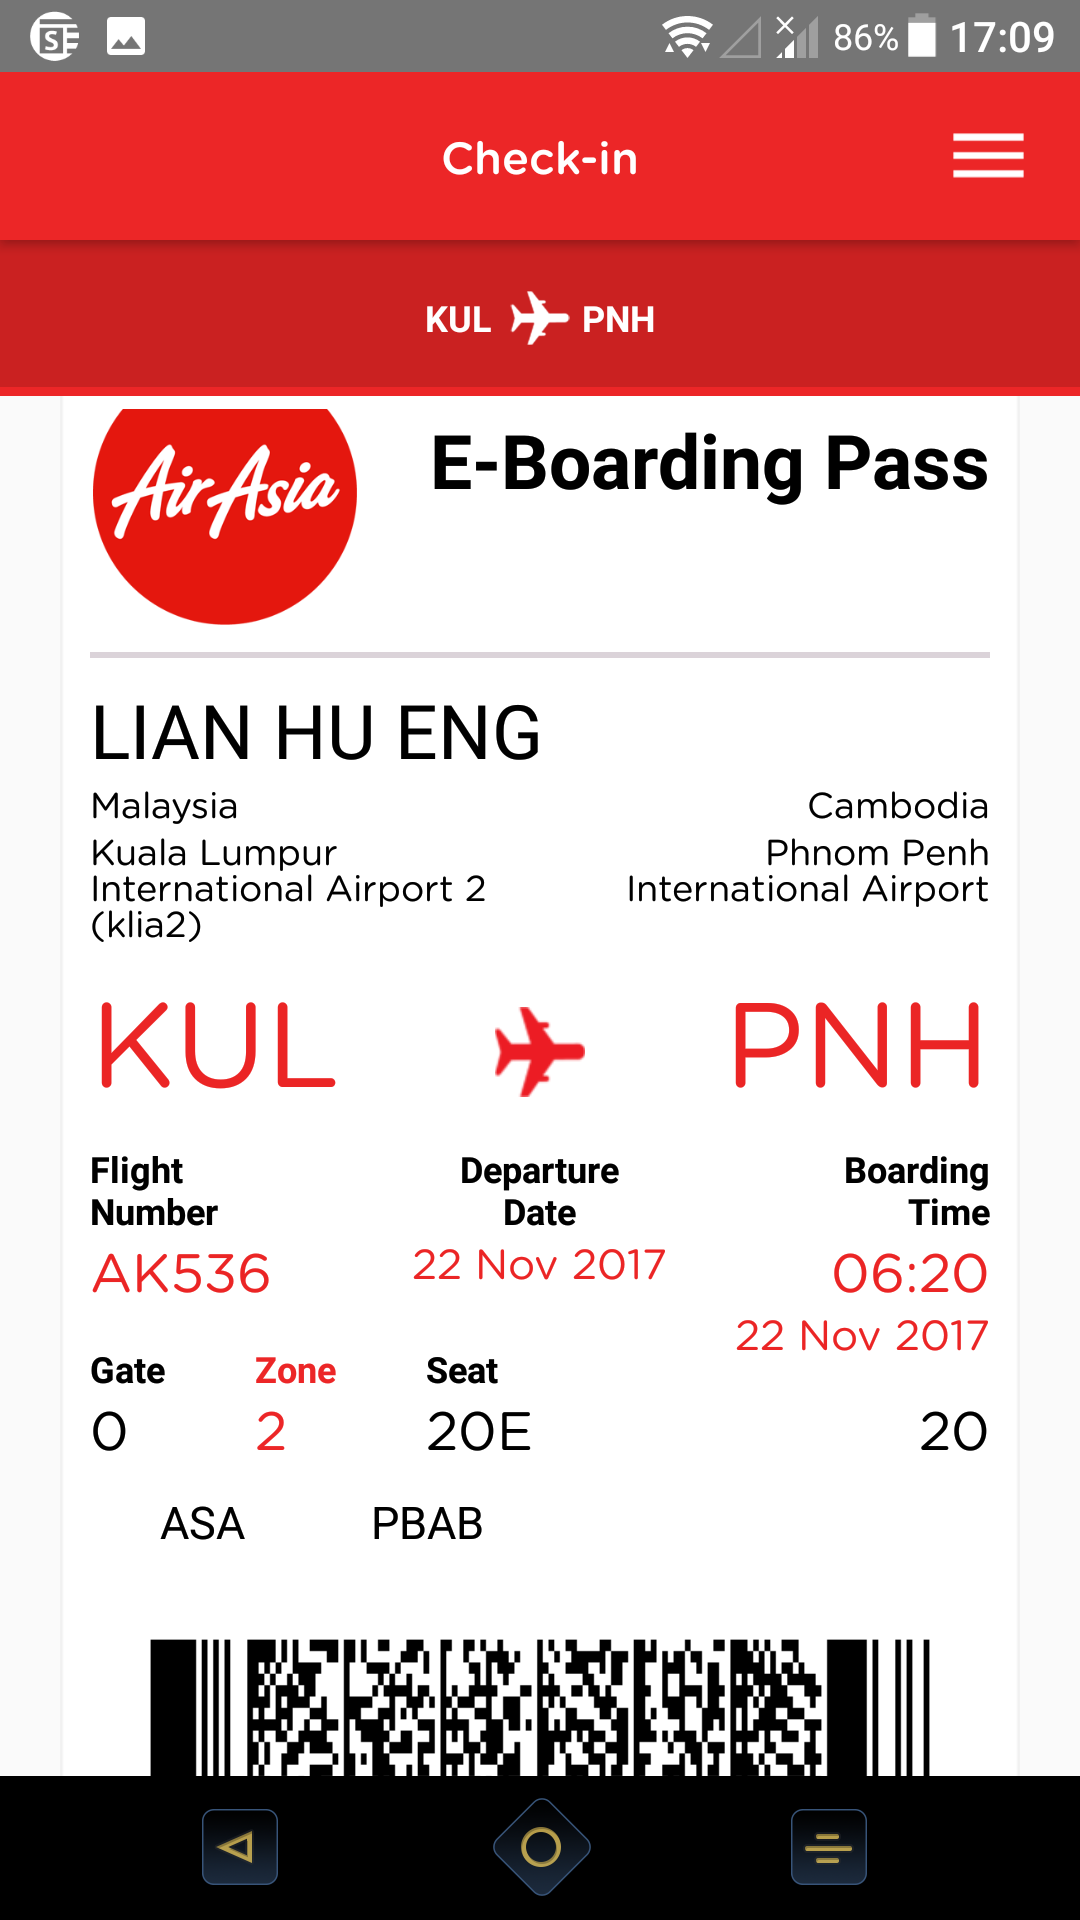 86% 17:09
Check-in
KUL PNH
AirAsia
E-Boarding Pass
LIAN HU ENG
Malaysia Cambodia
Kuala Lumpur Phnom Penh
International Airport 2 International Airport
(klia2)
KUL PNH
Flight Departure Boarding
Number Date Time
AK536 22 Nov 2017 06:20
22 Nov 2017
Gate Zone Seat
0 2 20E 20
ASA PBAB